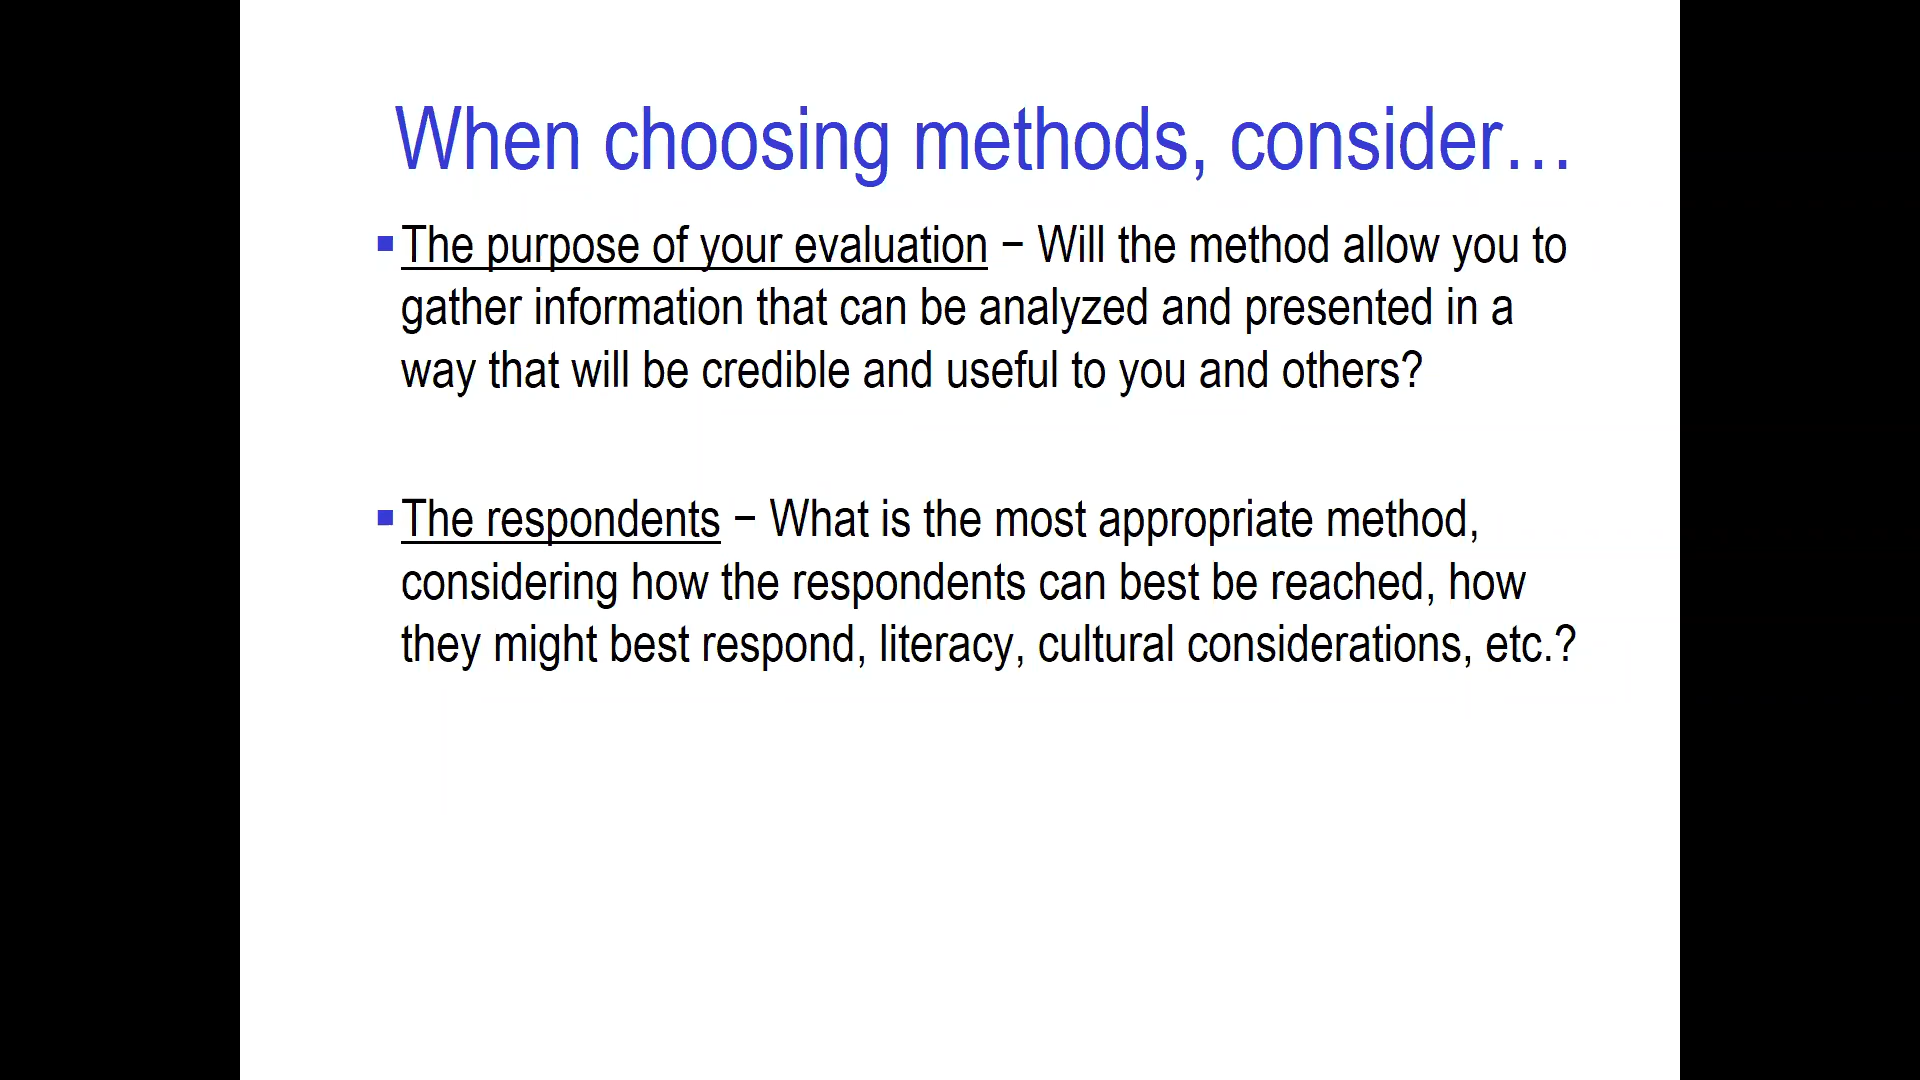 When choosing methods, consider…
▪The purpose of your evaluation – Will the method allow you to
gather information that can be analyzed and presented in a
way that will be credible and useful to you and others?
▪The respondents – What is the most appropriate method,
considering how the respondents can best be reached, how
they might best respond, literacy, cultural considerations, etc.?